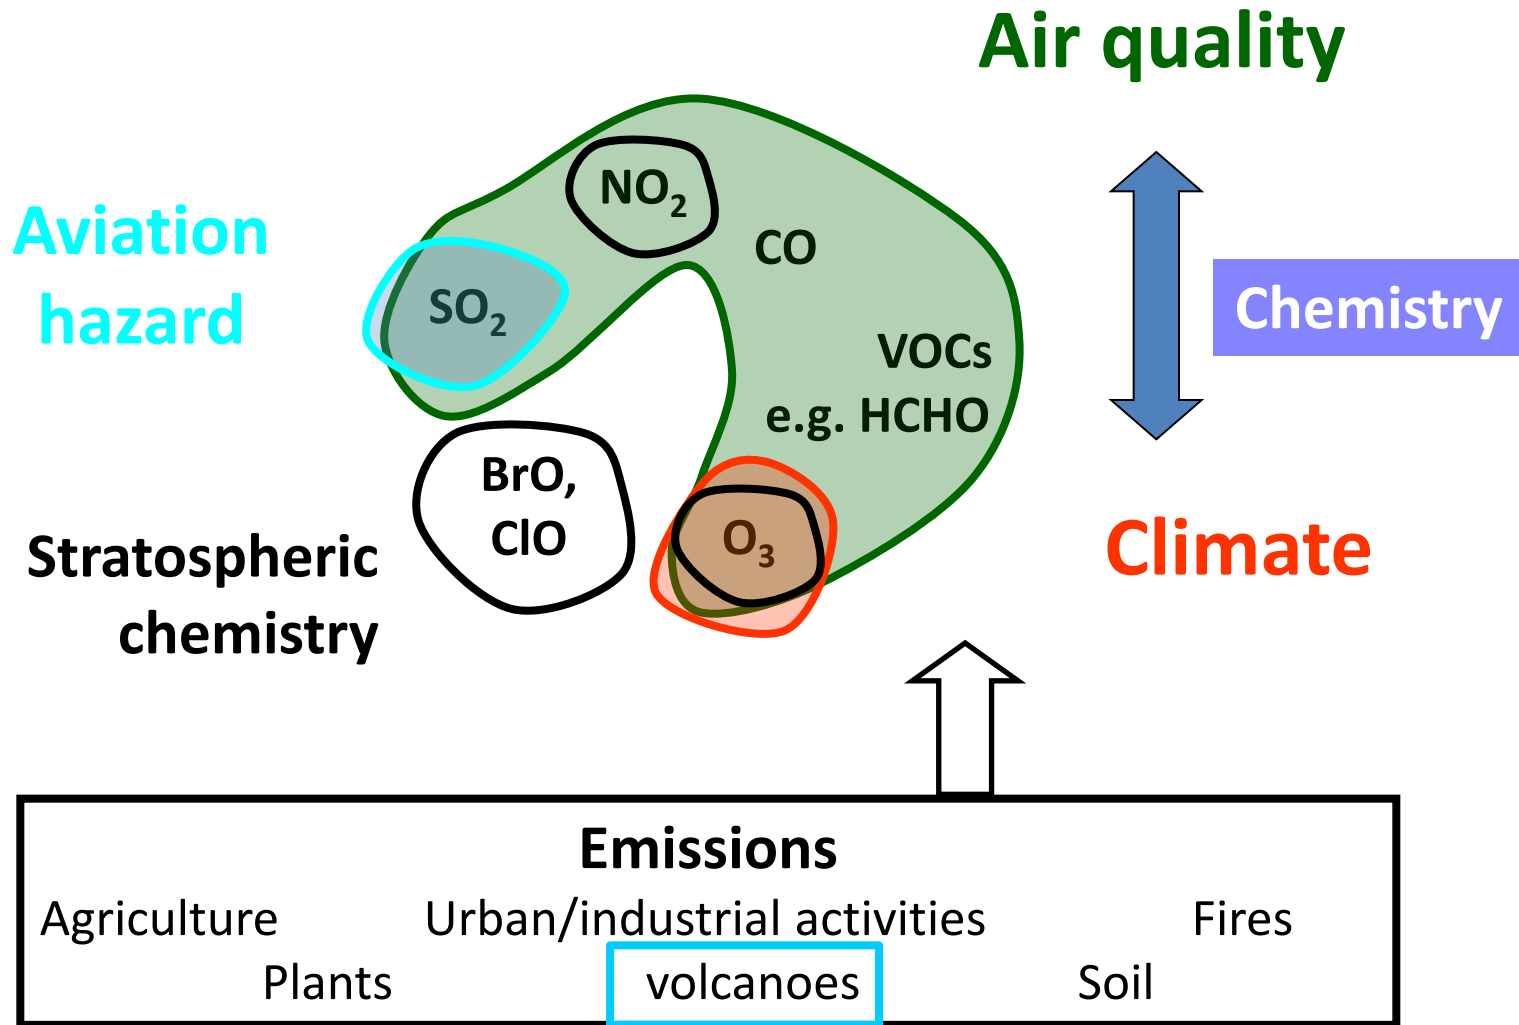 Air quality
NO₂
Aviation
hazard
CO
SO₂
Chemistry
VOCs
e.g. HCHO
BrO,
ClO
O₃
Climate
Stratospheric
chemistry
Emissions
Agriculture Urban/industrial activities Fires
Plants volcanoes Soil